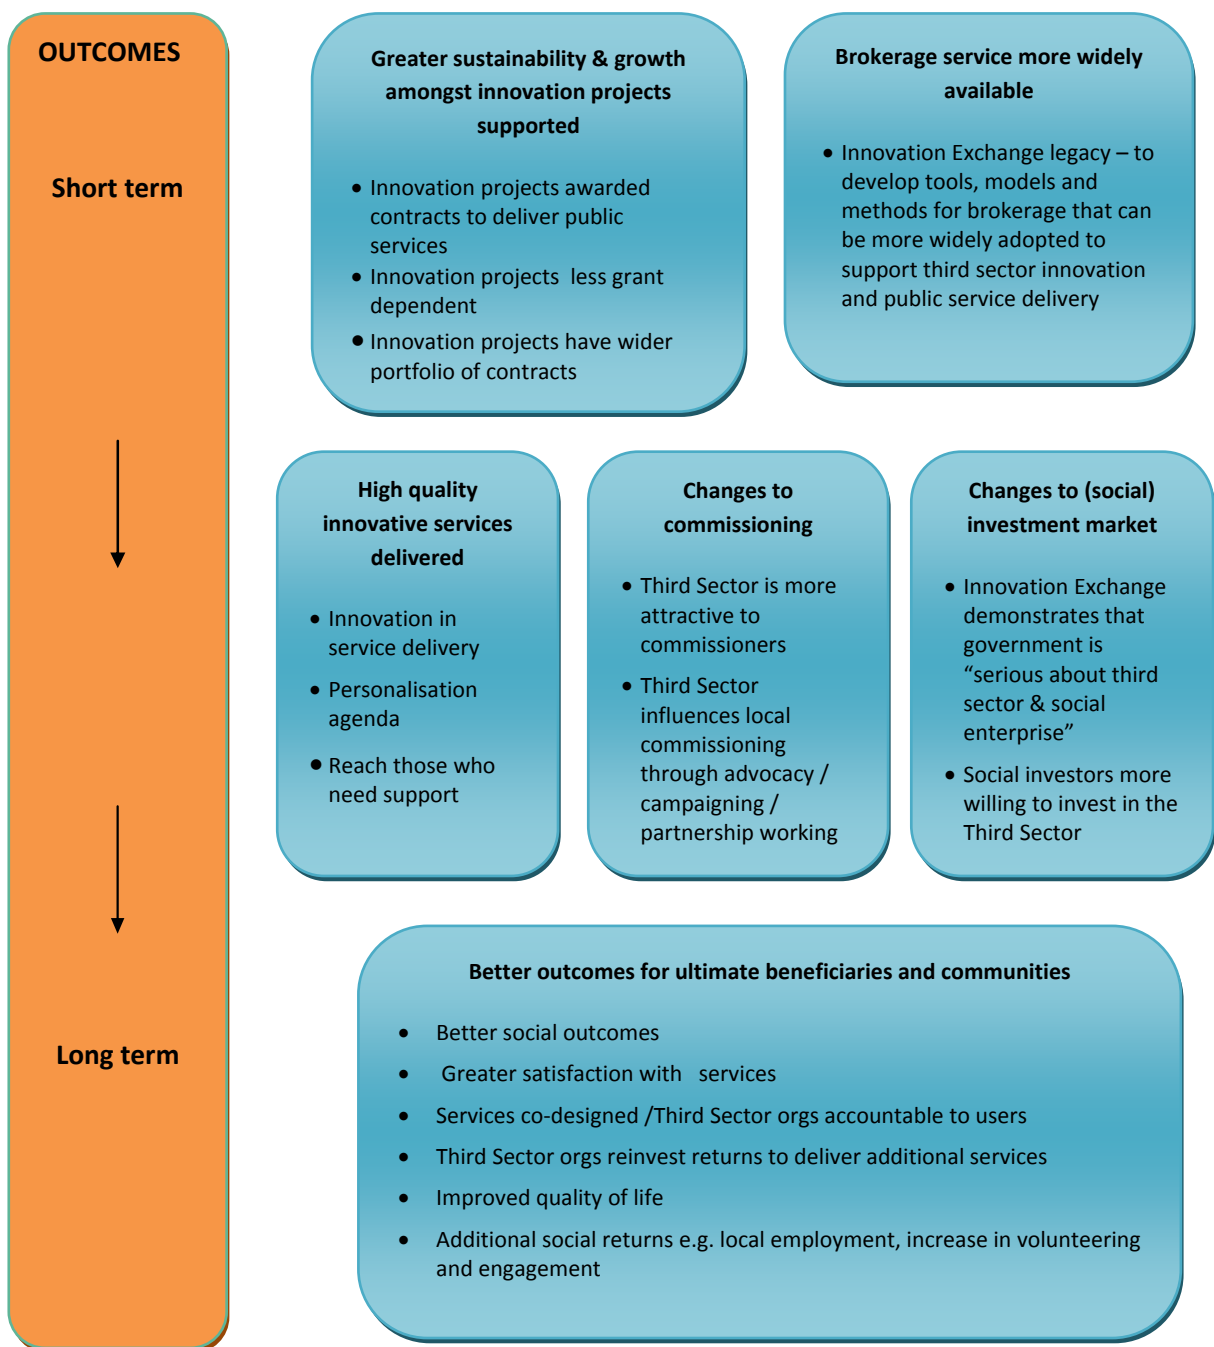 OUTCOMES
Short term
Greater sustainability & growth
amongst innovation projects
supported
• Innovation projects awarded
contracts to deliver public
services
• Innovation projects  less grant
dependent
• Innovation projects have wider
portfolio of contracts
Brokerage service more widely
available
• Innovation Exchange legacy – to
develop tools, models and
methods for brokerage that can
be more widely adopted to
support third sector innovation
and public service delivery
High quality
innovative services
delivered
• Innovation in
service delivery
• Personalisation
agenda
• Reach those who
need support
Changes to
commissioning
• Third Sector is more
attractive to
commissioners
• Third Sector
influences local
commissioning
through advocacy /
campaigning /
partnership working
Changes to (social)
investment market
• Innovation Exchange
demonstrates that
government is
“serious about third
sector & social
enterprise”
• Social investors more
willing to invest in the
Third Sector
Long term
Better outcomes for ultimate beneficiaries and communities
• Better social outcomes
• Greater satisfaction with   services
• Services co-designed /Third Sector orgs accountable to users
• Third Sector orgs reinvest returns to deliver additional services
• Improved quality of life
• Additional social returns e.g. local employment, increase in volunteering
and engagement